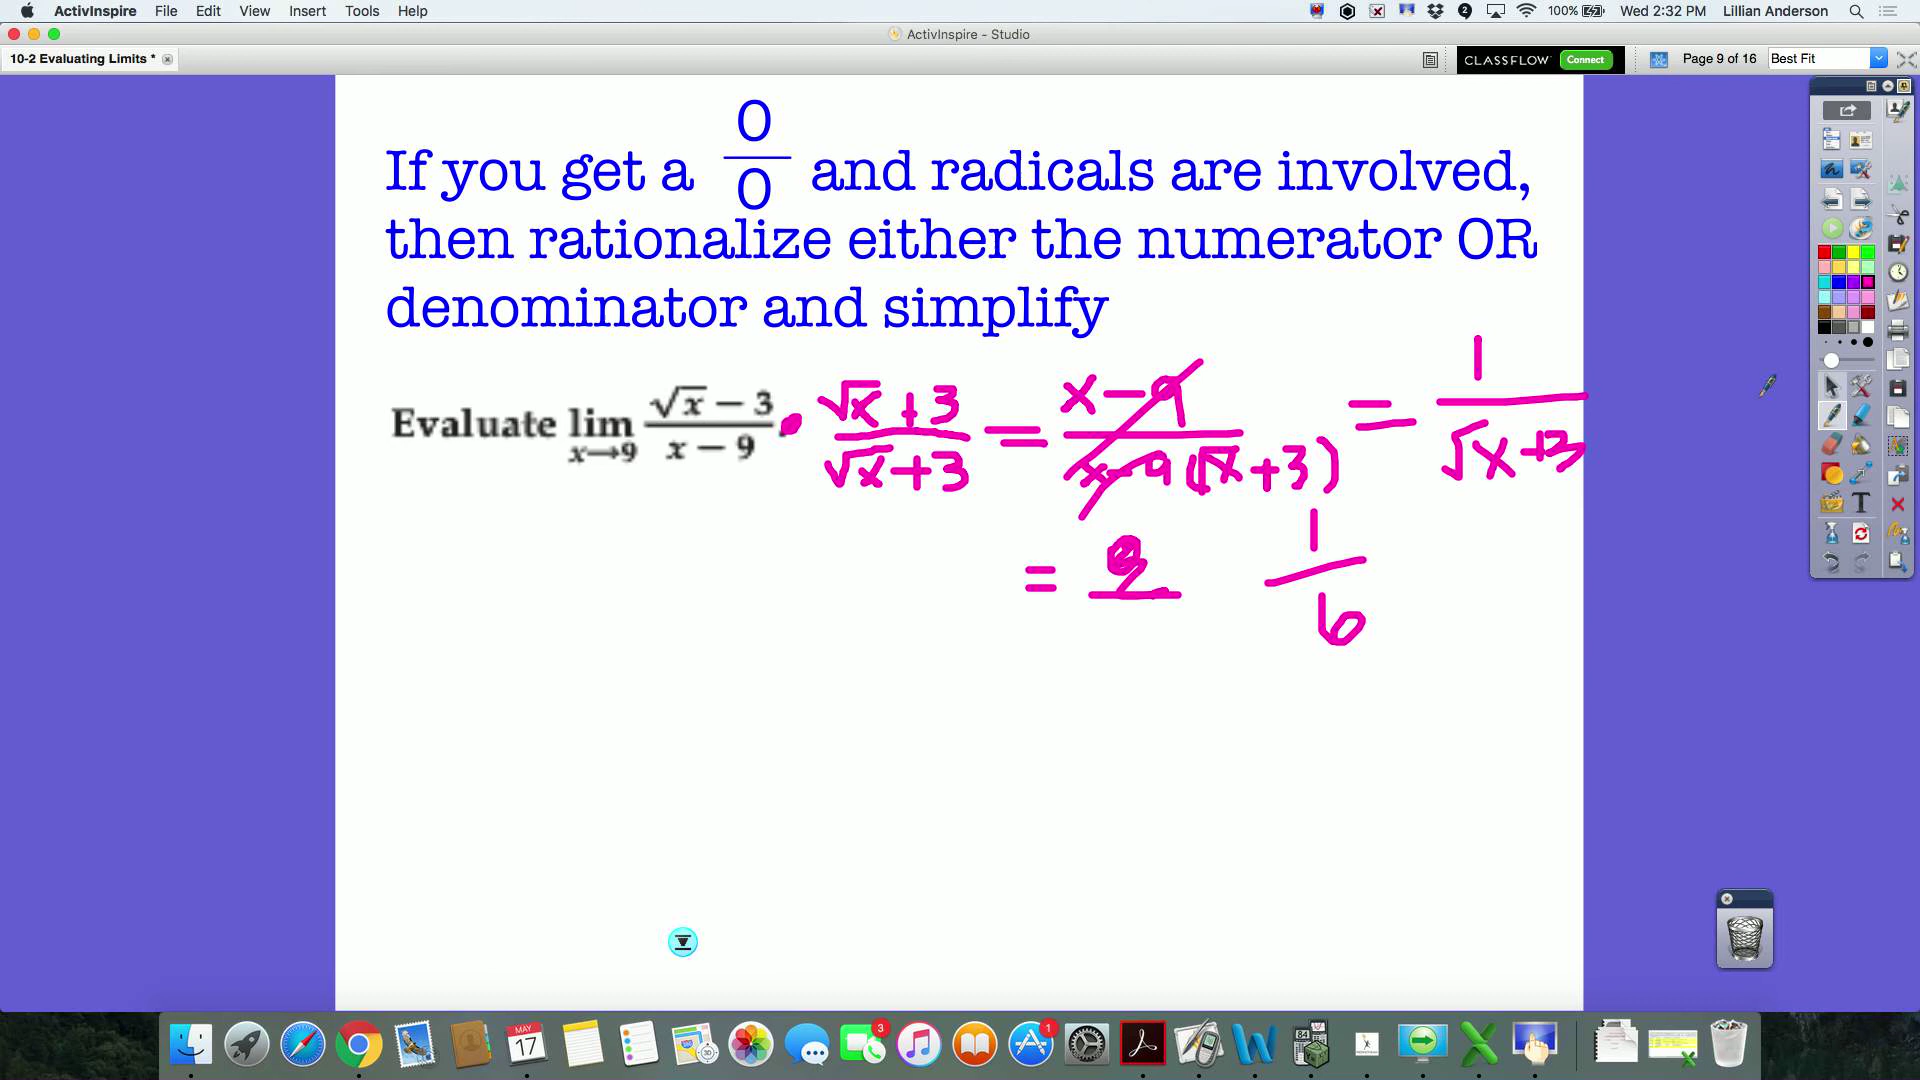 ActivInspire File Edit View Insert Tools Help 2 100% Wed 2:32 PM Lillian Anderson
ActivInspire - Studio
10-2 Evaluating Limits * CLASSFLOW Connect Page 9 of 16 Best Fit
If you get a 0/0 and radicals are involved,
then rationalize either the numerator OR
denominator and simplify
Evaluate lim x→9 (√x − 3)/(x − 9) . • (√x + 3)/(√x + 3) = (x − 9)/(x − 9 (√x + 3)) = 1/(√x + 3)
= 1/6
T
3
MAY
17
1